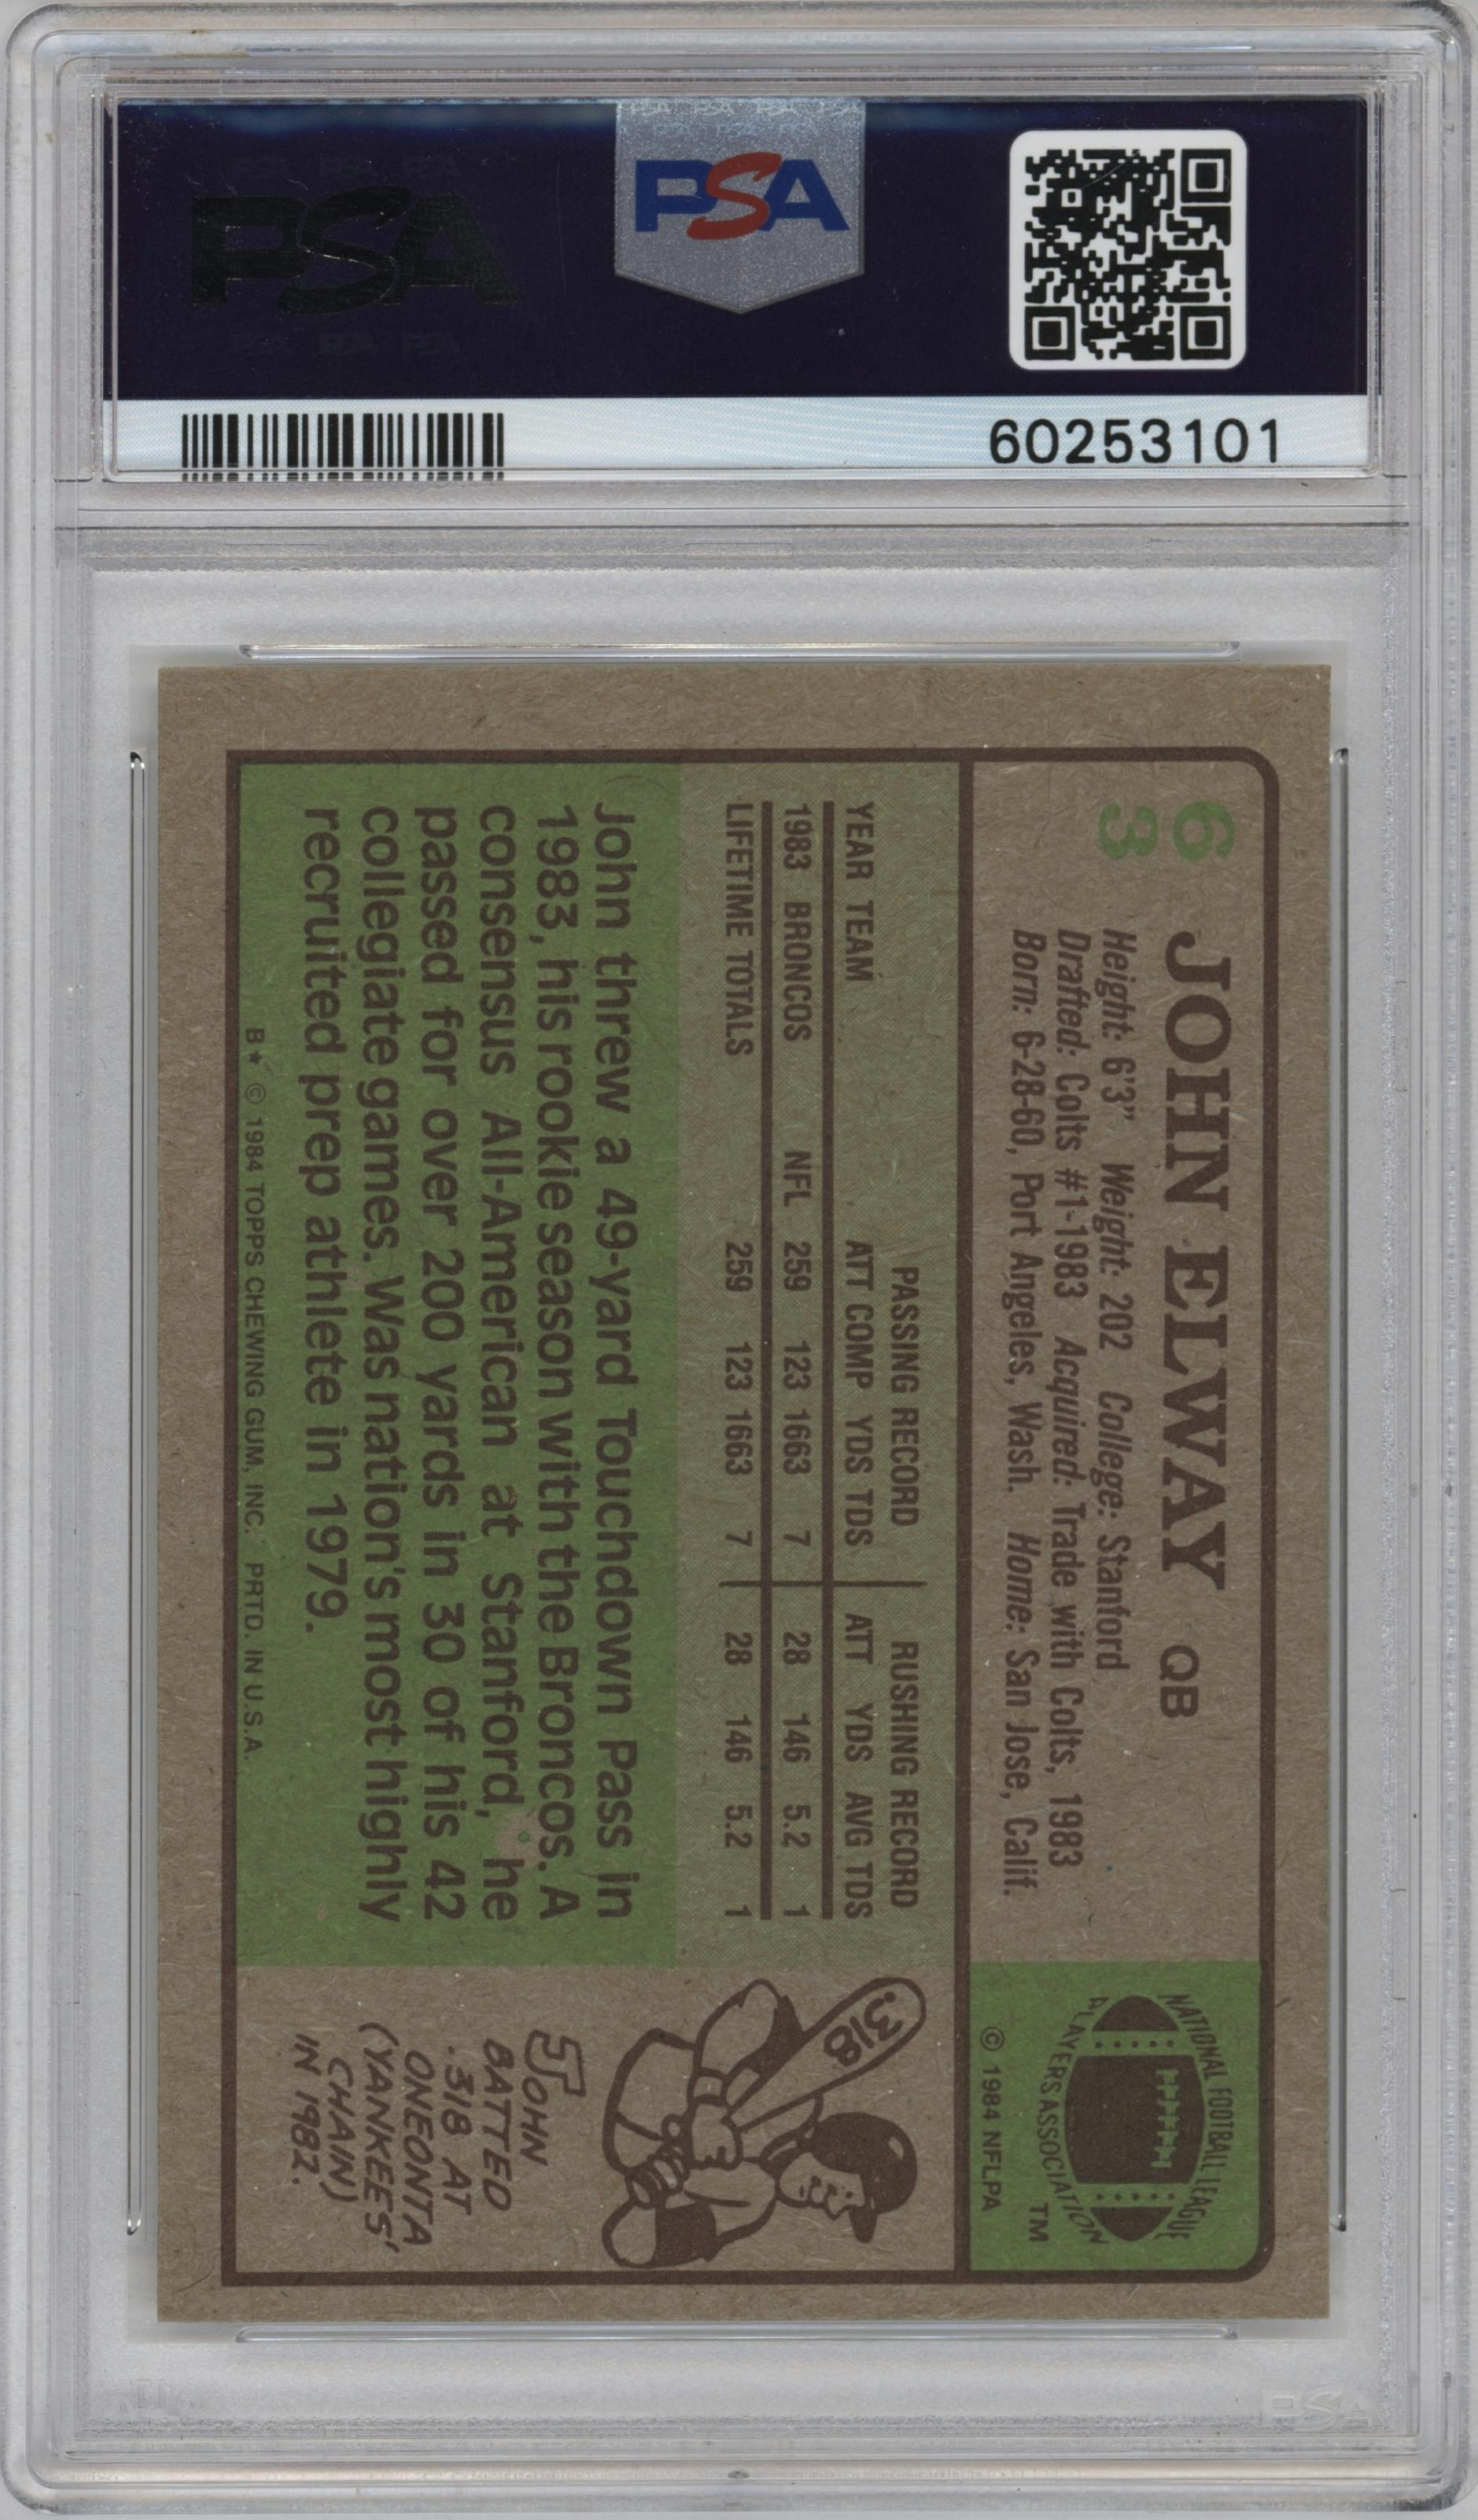 PSA
PSA
60253101
63
JOHN ELWAY QB
Height: 6'3" Weight: 202 College: Stanford
Drafted: Colts #1-1983 Acquired: Trade with Colts, 1983
Born: 6-28-60, Port Angeles, Wash. Home: San Jose, Calif.
NATIONAL FOOTBALL LEAGUE
PLAYERS ASSOCIATION
TM
© 1984 NFLPA
PASSING RECORD RUSHING RECORD
YEAR TEAM ATT COMP YDS TDS ATT YDS AVG TDS
1983 BRONCOS NFL 259 123 1663 7 28 146 5.2 1
LIFETIME TOTALS 259 123 1663 7 28 146 5.2 1
John threw a 49-yard Touchdown Pass in
1983, his rookie season with the Broncos. A
consensus All-American at Stanford, he
passed for over 200 yards in 30 of his 42
collegiate games. Was nation's most highly
recruited prep athlete in 1979.
B★ © 1984 TOPPS CHEWING GUM, INC. PRTD. IN U.S.A.
.318
JOHN
BATTED
.318 AT
ONEONTA
(YANKEES'
CHAIN)
IN 1982.
PSA